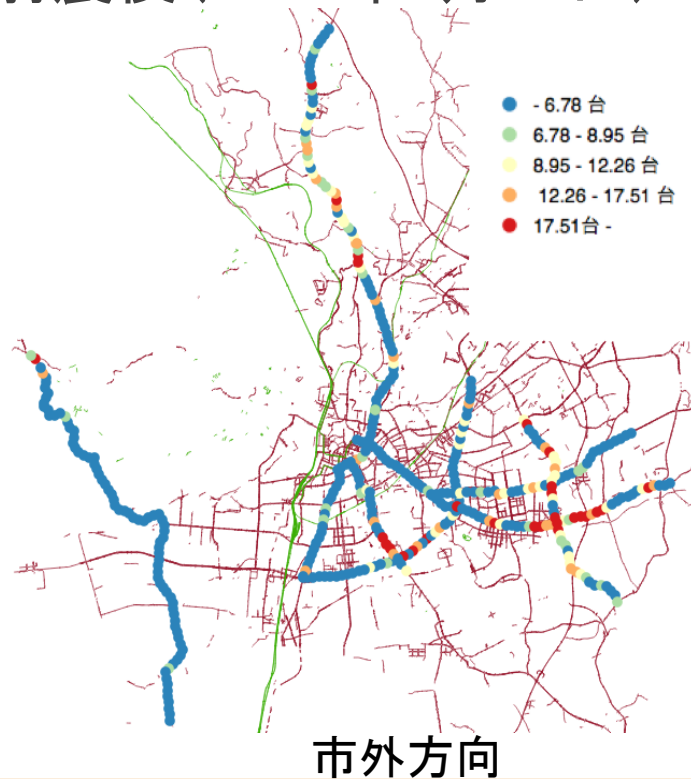 - 6.78 台
6.78 - 8.95 台
8.95 - 12.26 台
12.26 - 17.51 台
17.51台 -
市外方向